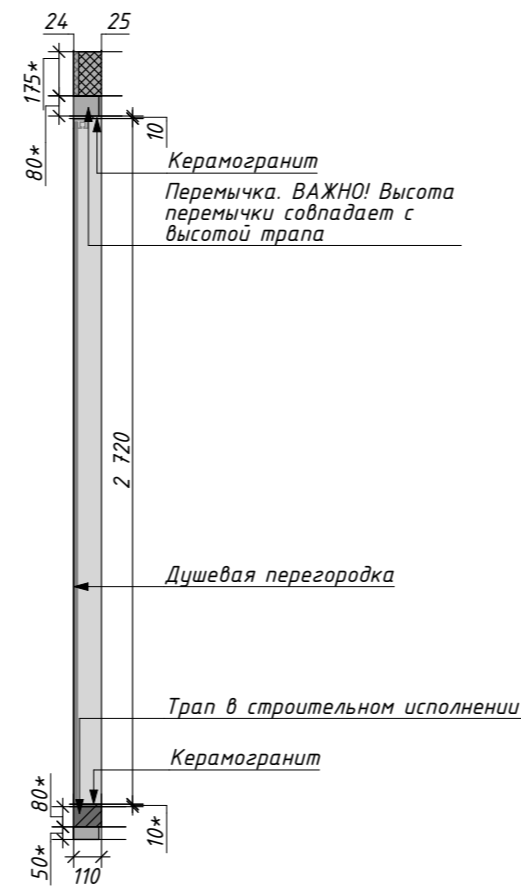 24 25
175*
80*
10
Керамогранит
Перемычка. ВАЖНО! Высота
перемычки совпадает с
высотой трапа
2 720
Душевая перегородка
Трап в строительном исполнении
Керамогранит
80*
10*
50*
110